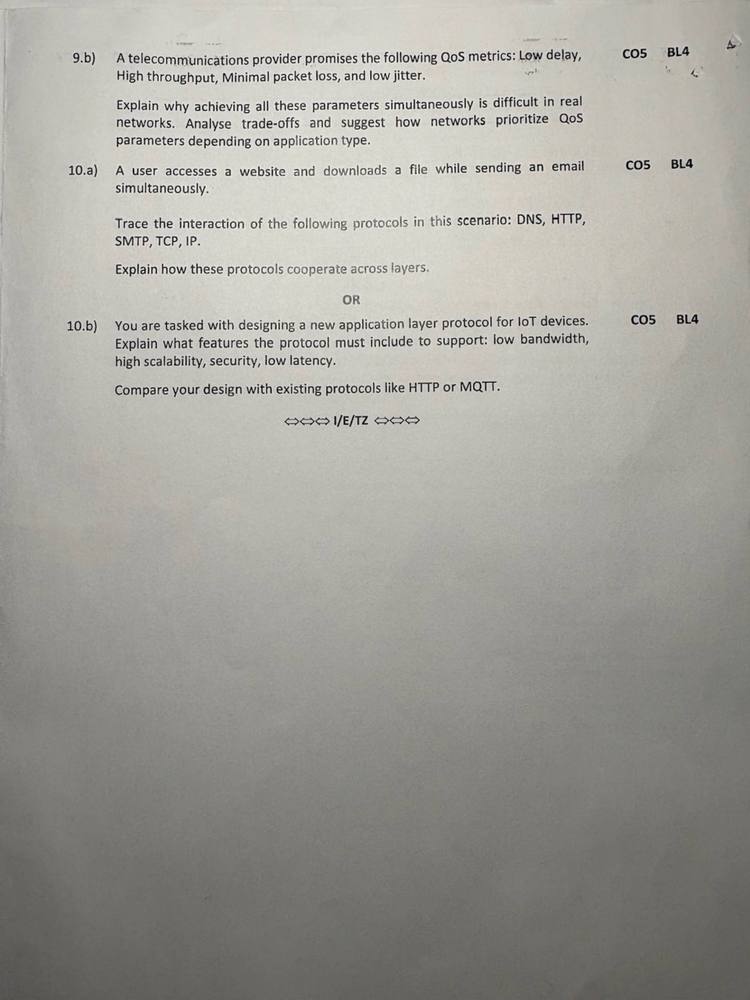 9.b) A telecommunications provider promises the following QoS metrics: Low delay, CO5 BL4
High throughput, Minimal packet loss, and low jitter.
Explain why achieving all these parameters simultaneously is difficult in real
networks. Analyse trade-offs and suggest how networks prioritize QoS
parameters depending on application type.
10.a) A user accesses a website and downloads a file while sending an email CO5 BL4
simultaneously.
Trace the interaction of the following protocols in this scenario: DNS, HTTP,
SMTP, TCP, IP.
Explain how these protocols cooperate across layers.
OR
10.b) You are tasked with designing a new application layer protocol for IoT devices. CO5 BL4
Explain what features the protocol must include to support: low bandwidth,
high scalability, security, low latency.
Compare your design with existing protocols like HTTP or MQTT.
⇔⇔⇔ I/E/TZ ⇔⇔⇔